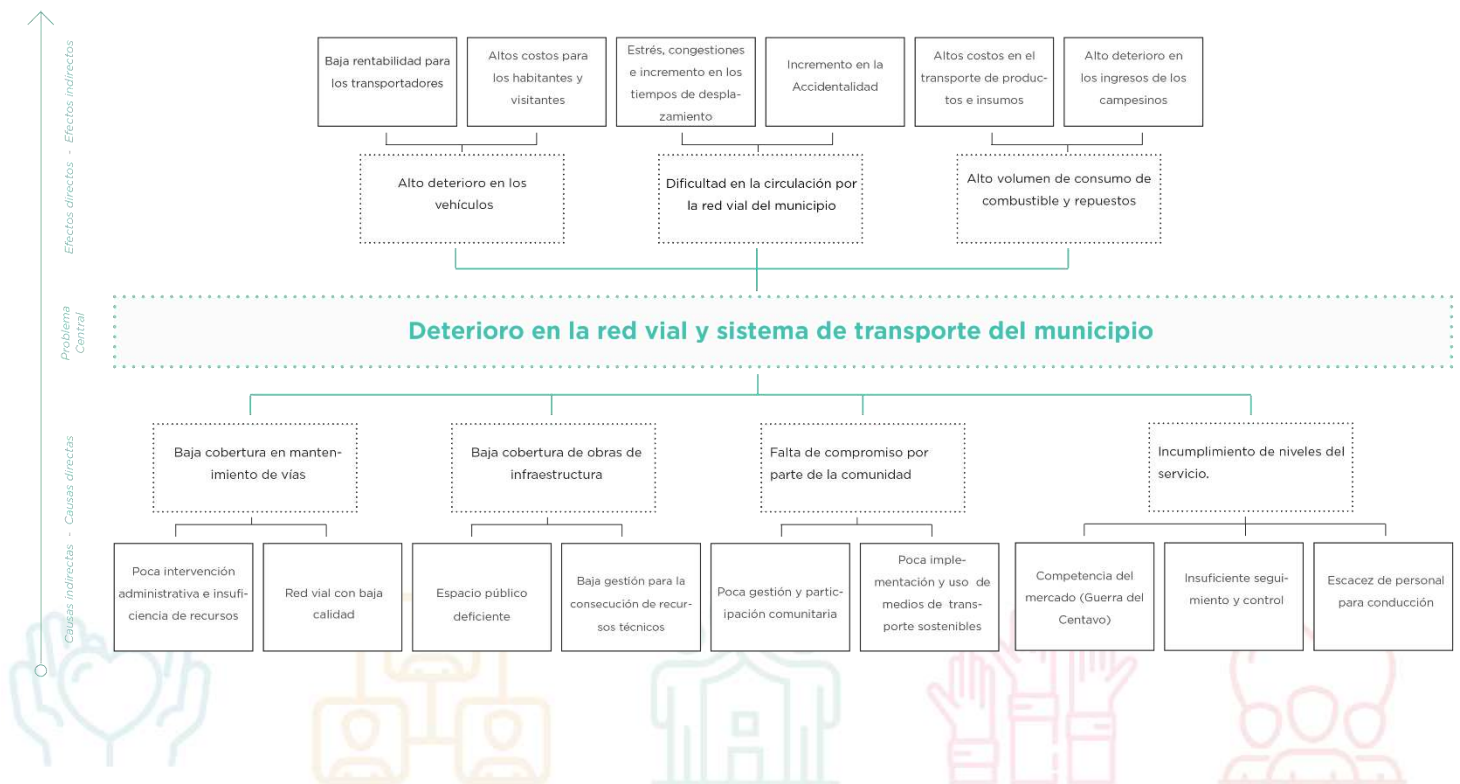 Efectos directos - Efectos indirectos
Baja rentabilidad para
los transportadores
Altos costos para
los habitantes y
visitantes
Estrés, congestiones
e incremento en los
tiempos de despla-
zamiento
Incremento en la
Accidentalidad
Altos costos en el
transporte de produc-
tos e insumos
Alto deterioro en
los ingresos de los
campesinos
Alto deterioro en los
vehículos
Dificultad en la circulación por
la red vial del municipio
Alto volumen de consumo de
combustible y repuestos
Problema
Central
Deterioro en la red vial y sistema de transporte del municipio
Causas indirectas - Causas directas
Baja cobertura en mante-
nimiento de vías
Baja cobertura de obras de
infraestructura
Falta de compromiso por
parte de la comunidad
Incumplimiento de niveles del
servicio.
Poca intervención
administrativa e insufi-
ciencia de recursos
Red vial con baja
calidad
Espacio público
deficiente
Baja gestión para la
consecución de recur-
sos técnicos
Poca gestión y partic-
ipación comunitaria
Poca imple-
mentación y uso de
medios de trans-
porte sostenibles
Competencia del
mercado (Guerra del
Centavo)
Insuficiente segui-
miento y control
Escacez de personal
para conducción